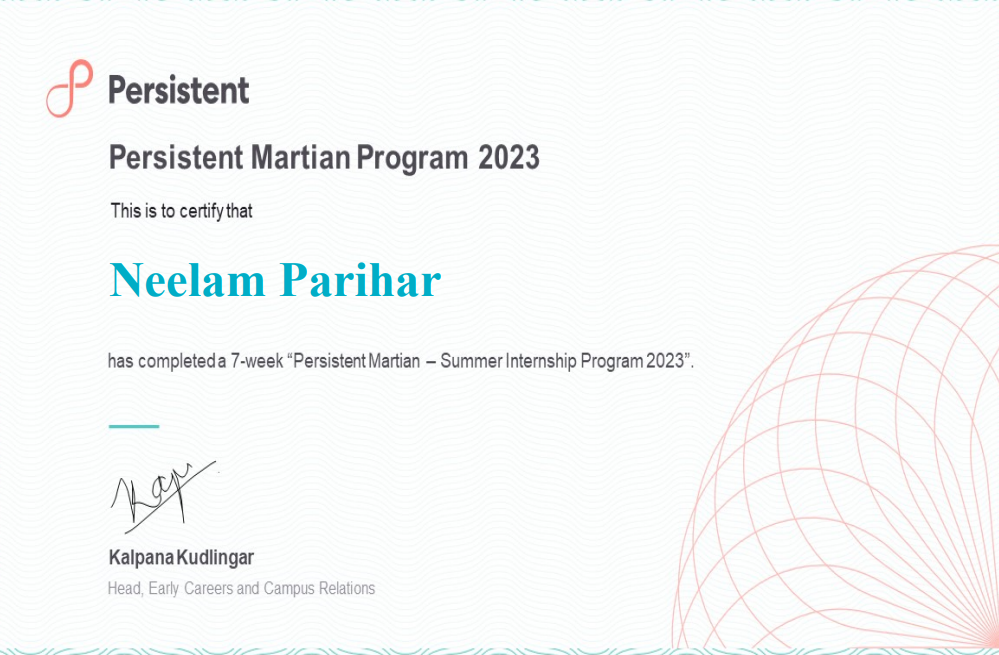 Persistent
Persistent Martian Program 2023
This is to certify that
Neelam Parihar
has completed a 7-week “Persistent Martian – Summer Internship Program 2023”.
Kalpana Kudlingar
Head, Early Careers and Campus Relations